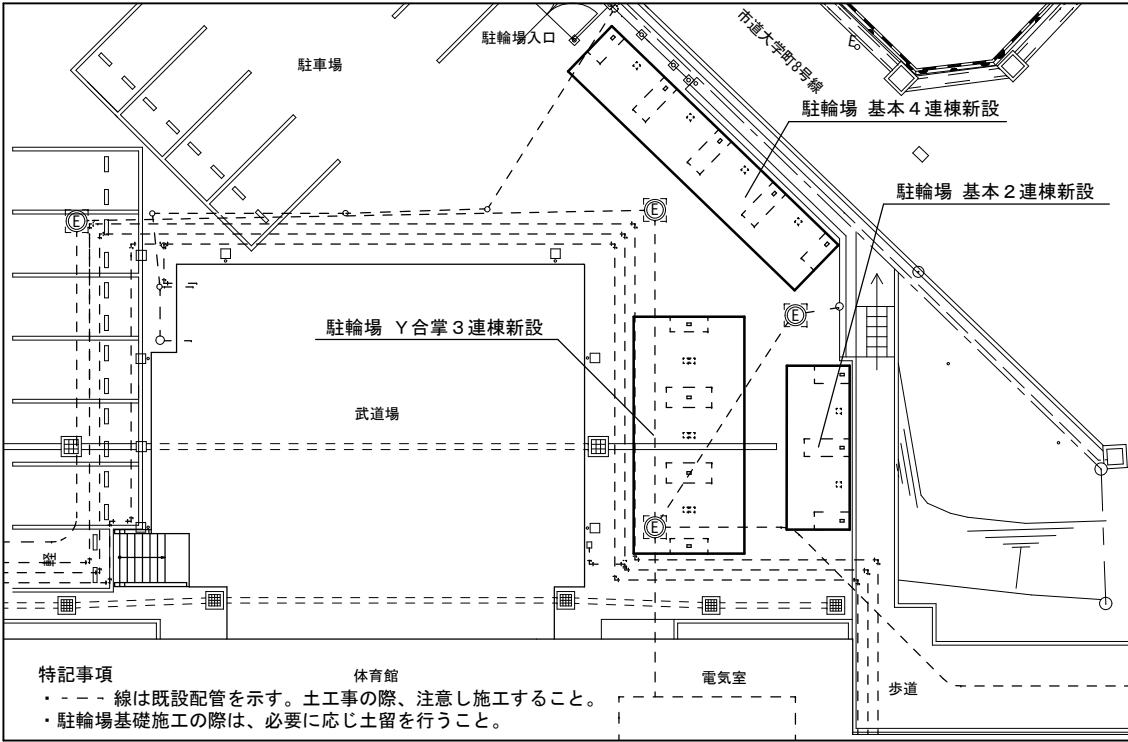 駐輪場入口
市道大学町8号線
駐車場
駐輪場 基本４連棟新設
駐輪場 基本２連棟新設
E
E
E
駐輪場 Ｙ合掌３連棟新設
武道場
E
軽
特記事項
体育館
電気室
歩道
・- - - - 線は既設配管を示す。土工事の際、注意し施工すること。
・駐輪場基礎施工の際は、必要に応じ土留を行うこと。